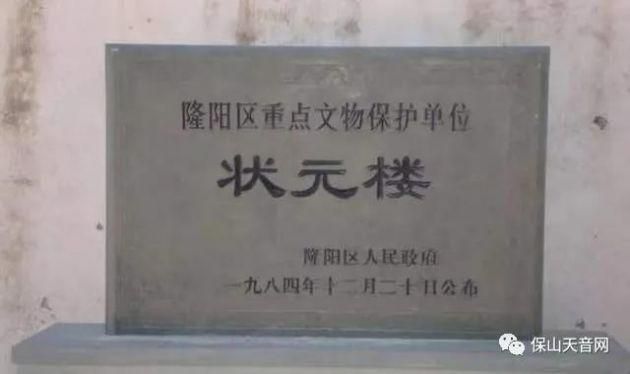 隆阳区重点文物保护单位
状元楼
隆阳区人民政府
一九八四年十二月二十日公布
保山天音网